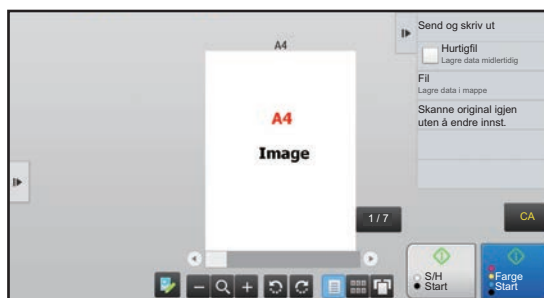 A4
A4
Image
1 / 7
Send og skriv ut
Hurtigfil
Lagre data midlertidig
Fil
Lagre data i mappe
Skanne original igjen
uten å endre innst.
CA
S/H
Start
Farge
Start